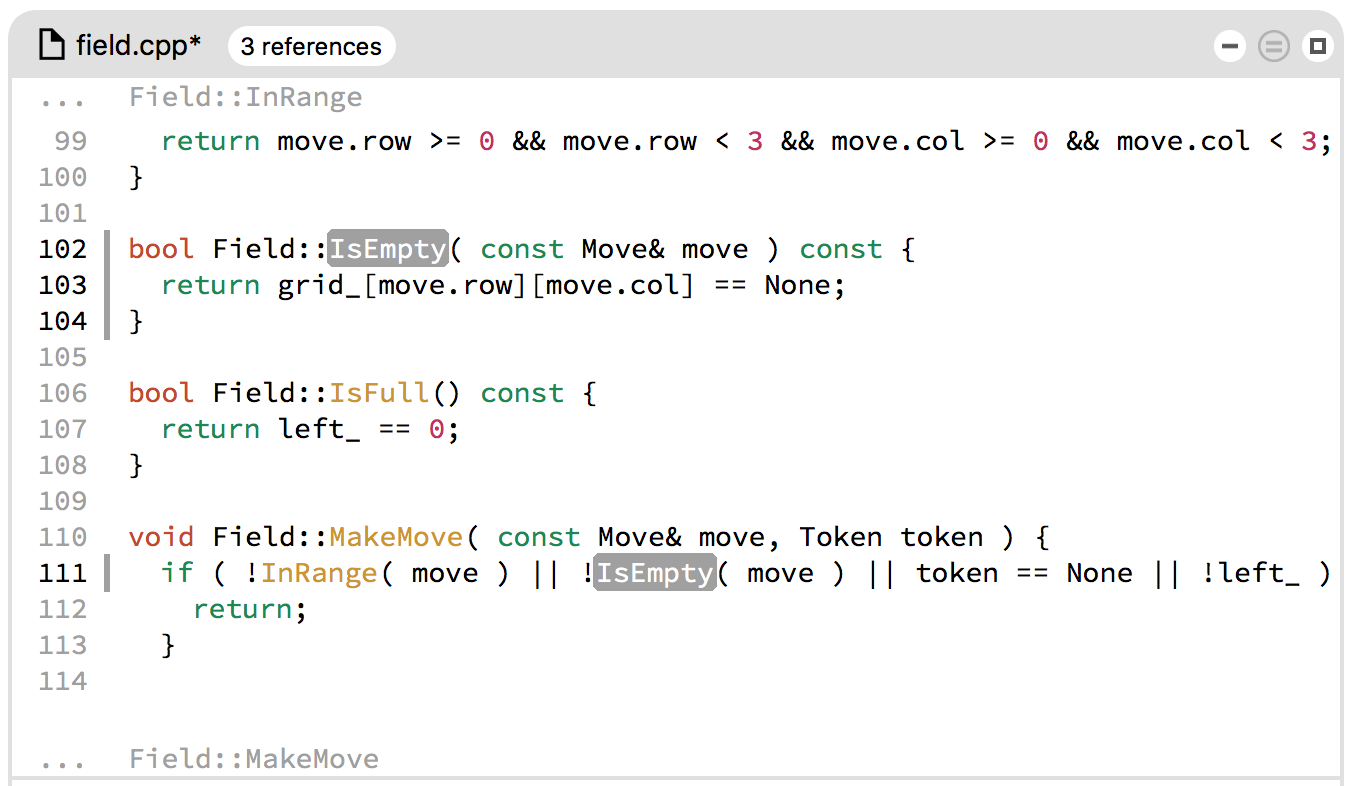 field.cpp* 3 references
... Field::InRange
99 return move.row >= 0 && move.row < 3 && move.col >= 0 && move.col < 3;
100 }
101
102 bool Field::IsEmpty( const Move& move ) const {
103 return grid_[move.row][move.col] == None;
104 }
105
106 bool Field::IsFull() const {
107 return left_ == 0;
108 }
109
110 void Field::MakeMove( const Move& move, Token token ) {
111 if ( !InRange( move ) || !IsEmpty( move ) || token == None || !left_ )
112 return;
113 }
114
... Field::MakeMove